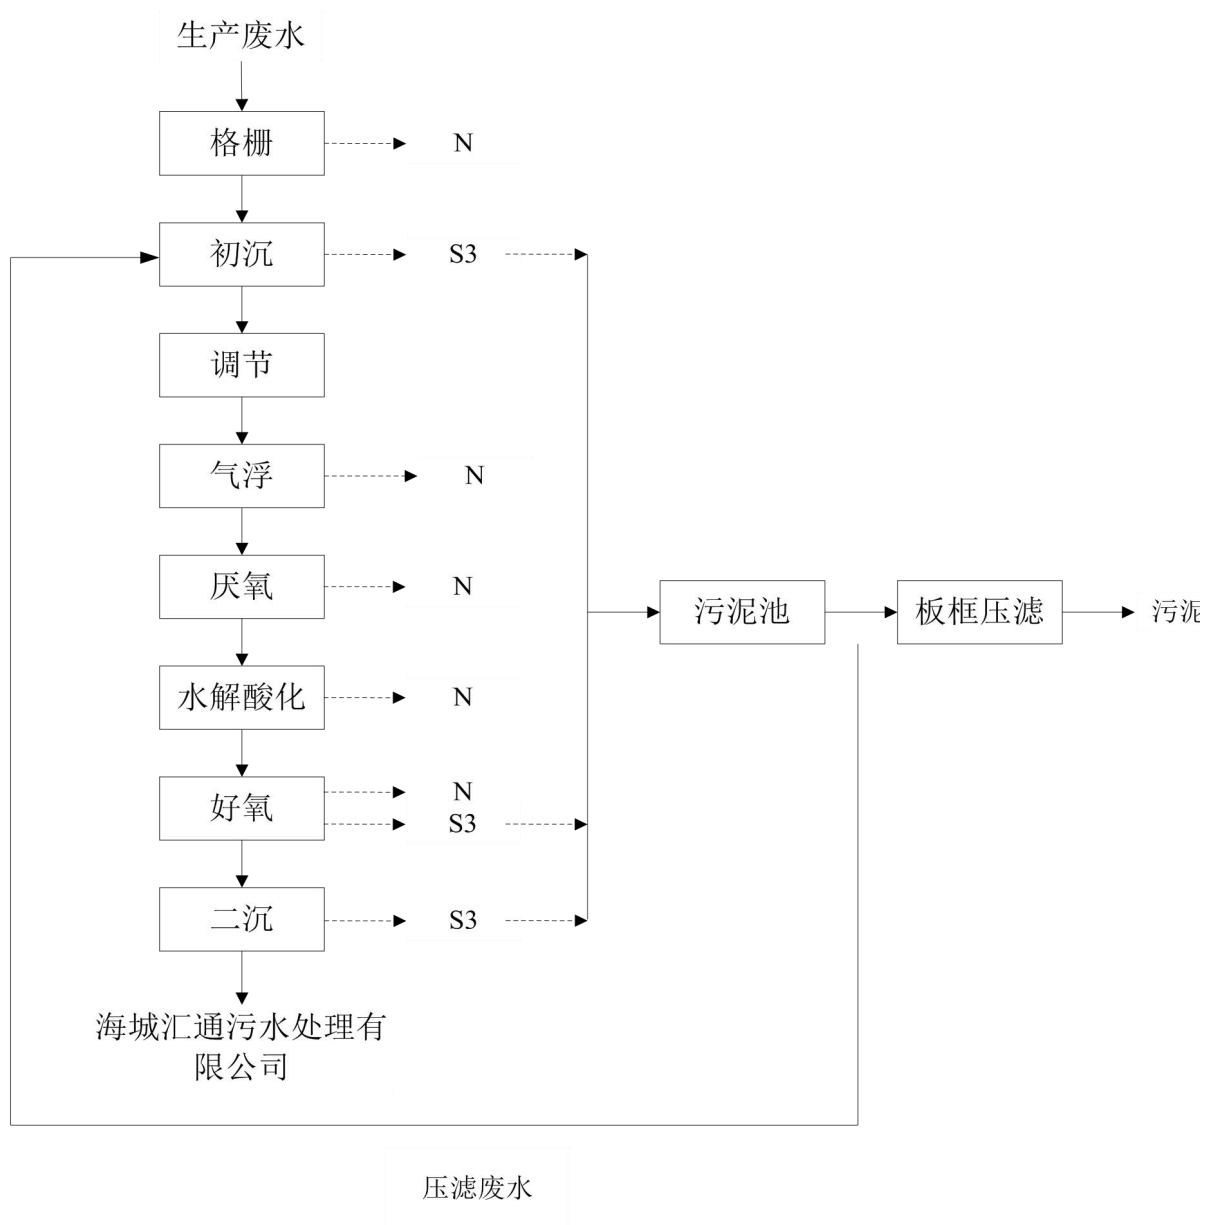 生产废水
格栅
N
初沉
S3
调节
气浮
N
厌氧
N
污泥池
板框压滤
污泥
水解酸化
N
好氧
N
S3
二沉
S3
海城汇通污水处理有
限公司
压滤废水